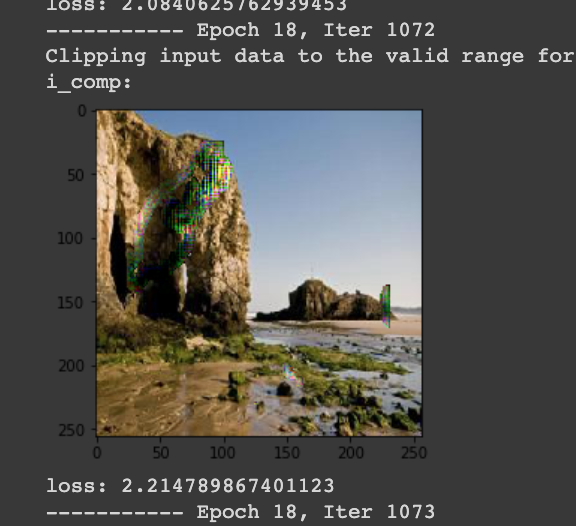 loss: 2.0840625762939453
----------- Epoch 18, Iter 1072
Clipping input data to the valid range for
i_comp:
0
50
100
150
200
250
0 50 100 150 200 250
loss: 2.214789867401123
----------- Epoch 18, Iter 1073